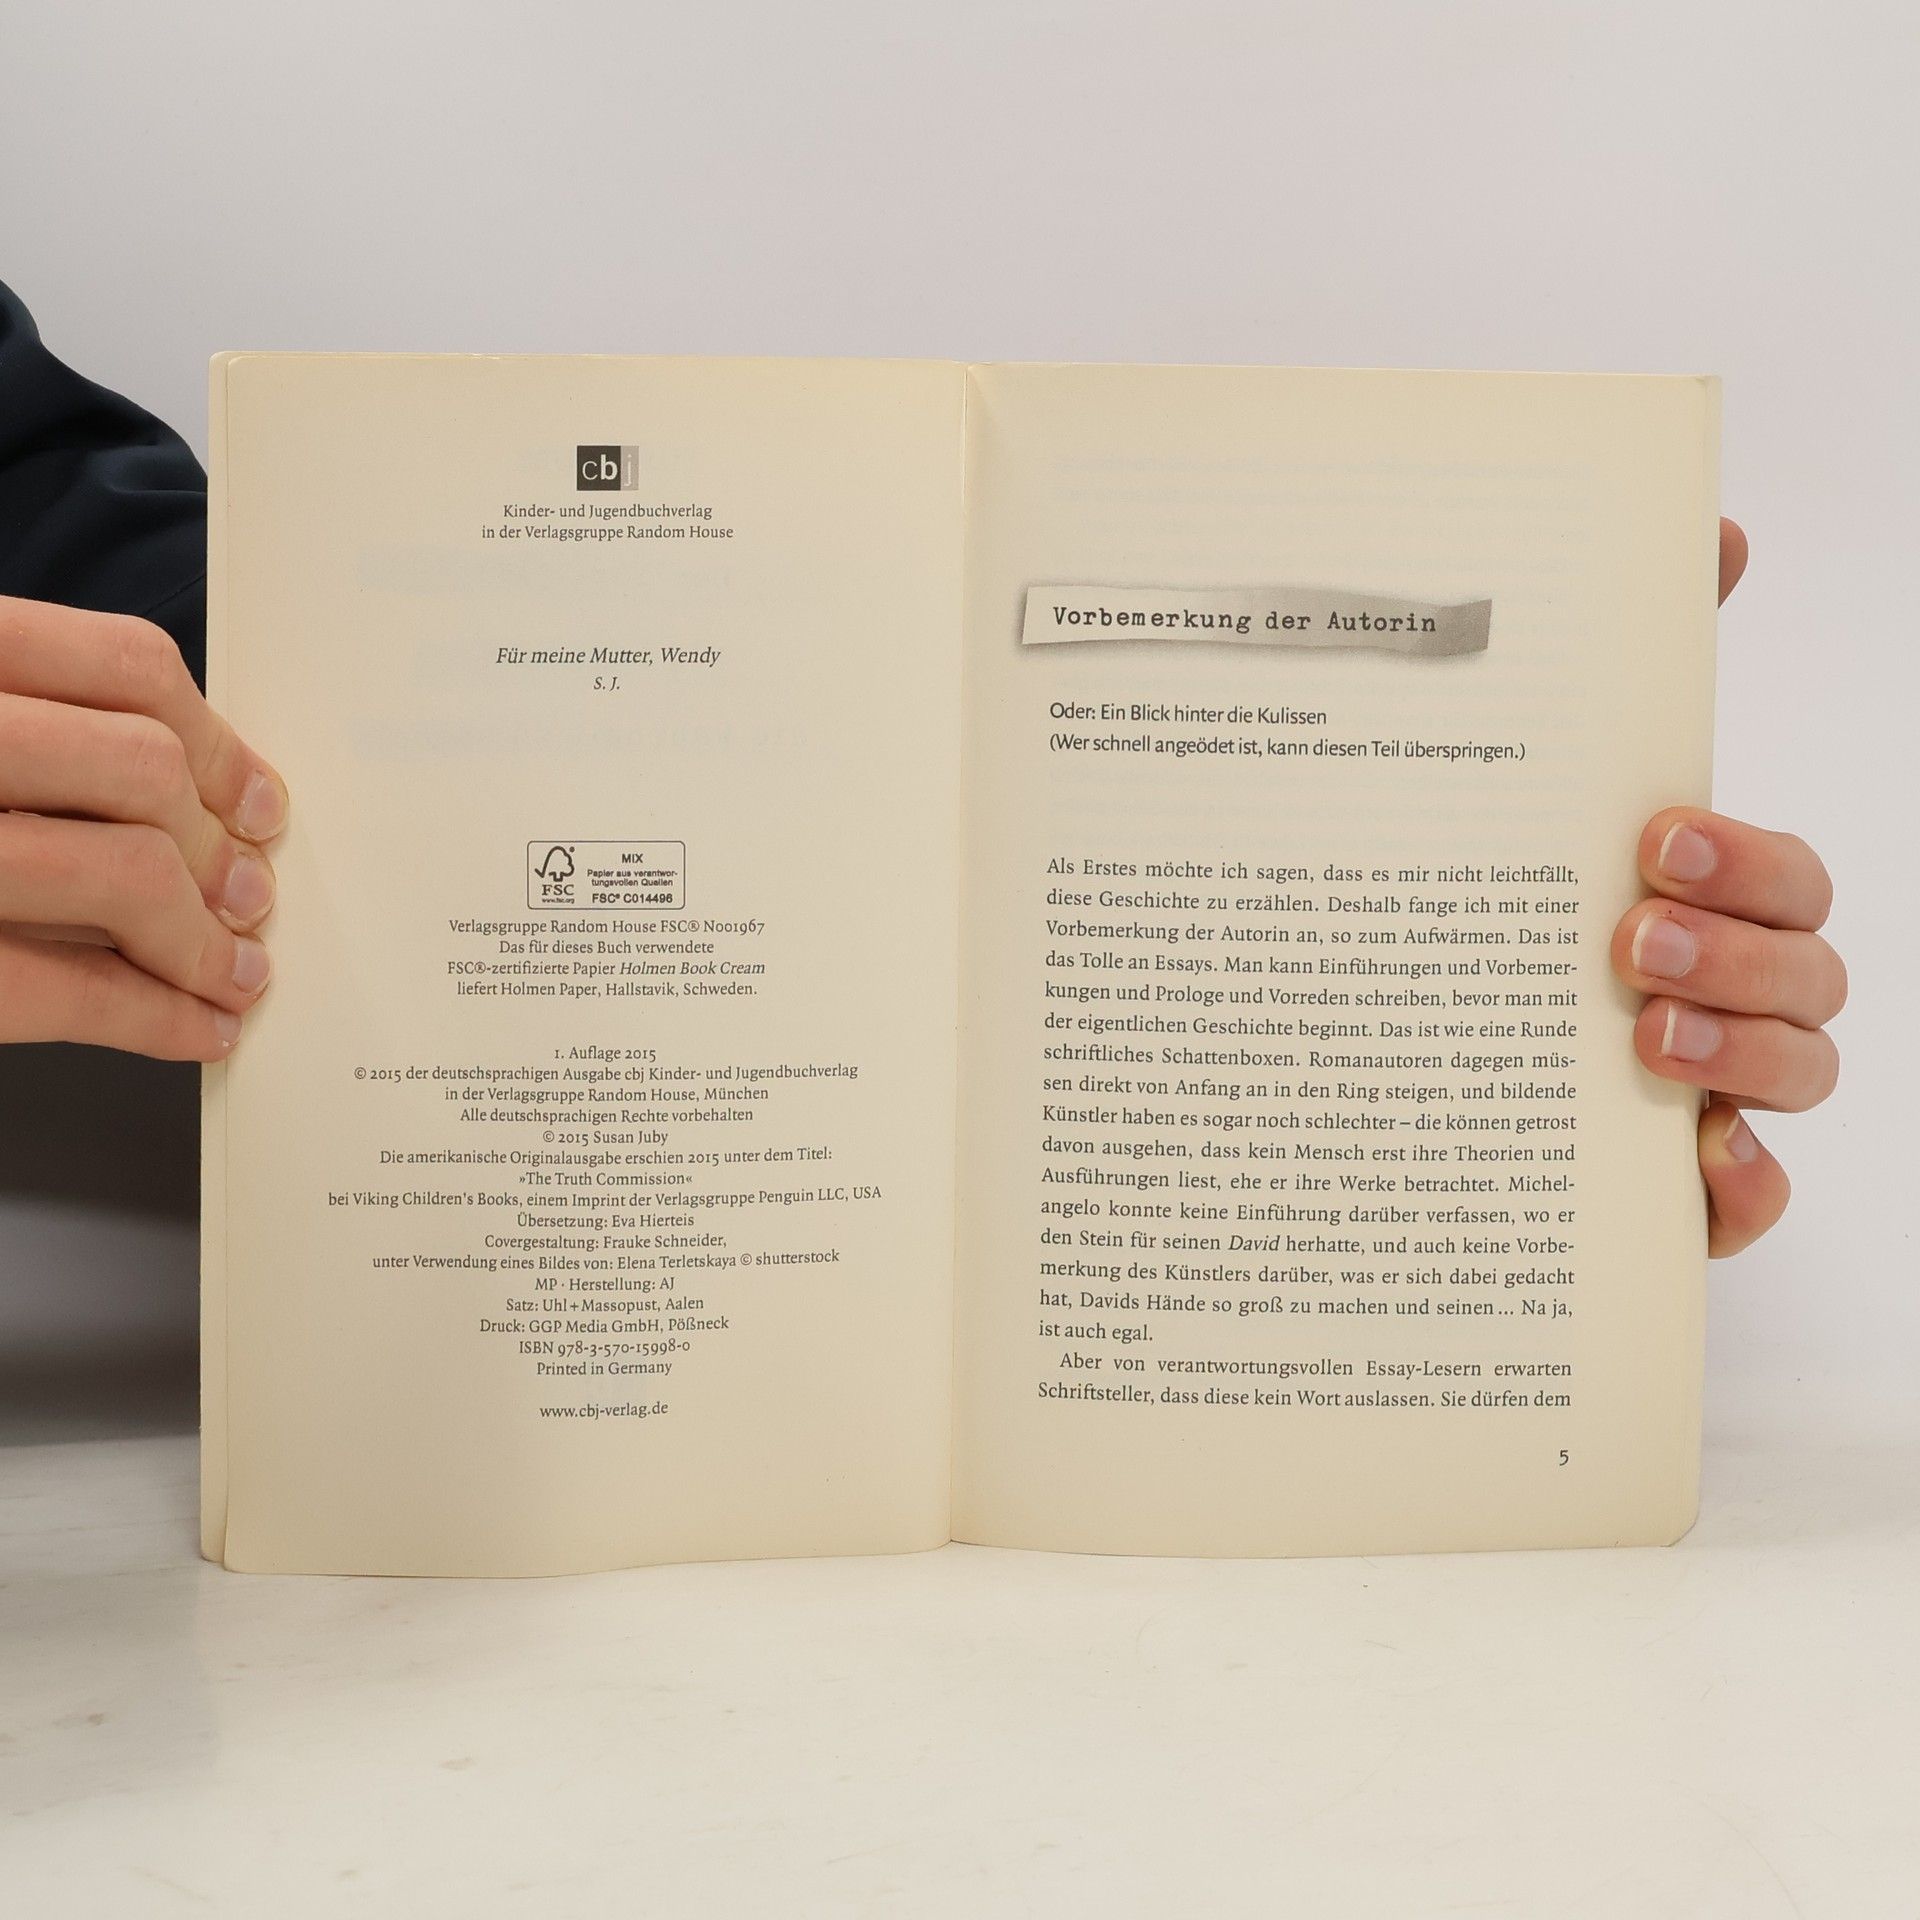 cbj
Kinder- und Jugendbuchverlag
in der Verlagsgruppe Random House
Für meine Mutter, Wendy
S. J.
MIX
Papier aus verantwor-
tungsvollen Quellen
FSC
www.fsc.org
FSC® C014496
Verlagsgruppe Random House FSC® N001967
Das für dieses Buch verwendete
FSC®-zertifizierte Papier Holmen Book Cream
liefert Holmen Paper, Hallstavik, Schweden.
1. Auflage 2015
© 2015 der deutschsprachigen Ausgabe cbj Kinder- und Jugendbuchverlag
in der Verlagsgruppe Random House, München
Alle deutschsprachigen Rechte vorbehalten
© 2015 Susan Juby
Die amerikanische Originalausgabe erschien 2015 unter dem Titel:
»The Truth Commission«
bei Viking Children's Books, einem Imprint der Verlagsgruppe Penguin LLC, USA
Übersetzung: Eva Hierteis
Covergestaltung: Frauke Schneider,
unter Verwendung eines Bildes von: Elena Terletskaya © shutterstock
MP · Herstellung: AJ
Satz: Uhl + Massopust, Aalen
Druck: GGP Media GmbH, Pößneck
ISBN 978-3-570-15998-0
Printed in Germany
www.cbj-verlag.de
Vorbemerkung der Autorin
Oder: Ein Blick hinter die Kulissen
(Wer schnell angeödet ist, kann diesen Teil überspringen.)
Als Erstes möchte ich sagen, dass es mir nicht leichtfällt,
diese Geschichte zu erzählen. Deshalb fange ich mit einer
Vorbemerkung der Autorin an, so zum Aufwärmen. Das ist
das Tolle an Essays. Man kann Einführungen und Vorbemer-
kungen und Prologe und Vorreden schreiben, bevor man mit
der eigentlichen Geschichte beginnt. Das ist wie eine Runde
schriftliches Schattenboxen. Romanautoren dagegen müs-
sen direkt von Anfang an in den Ring steigen, und bildende
Künstler haben es sogar noch schlechter – die können getrost
davon ausgehen, dass kein Mensch erst ihre Theorien und
Ausführungen liest, ehe er ihre Werke betrachtet. Michel-
angelo konnte keine Einführung darüber verfassen, wo er
den Stein für seinen David herhatte, und auch keine Vorbe-
merkung des Künstlers darüber, was er sich dabei gedacht
hat, Davids Hände so groß zu machen und seinen ... Na ja,
ist auch egal.
Aber von verantwortungsvollen Essay-Lesern erwarten
Schriftsteller, dass diese kein Wort auslassen. Sie dürfen dem
5